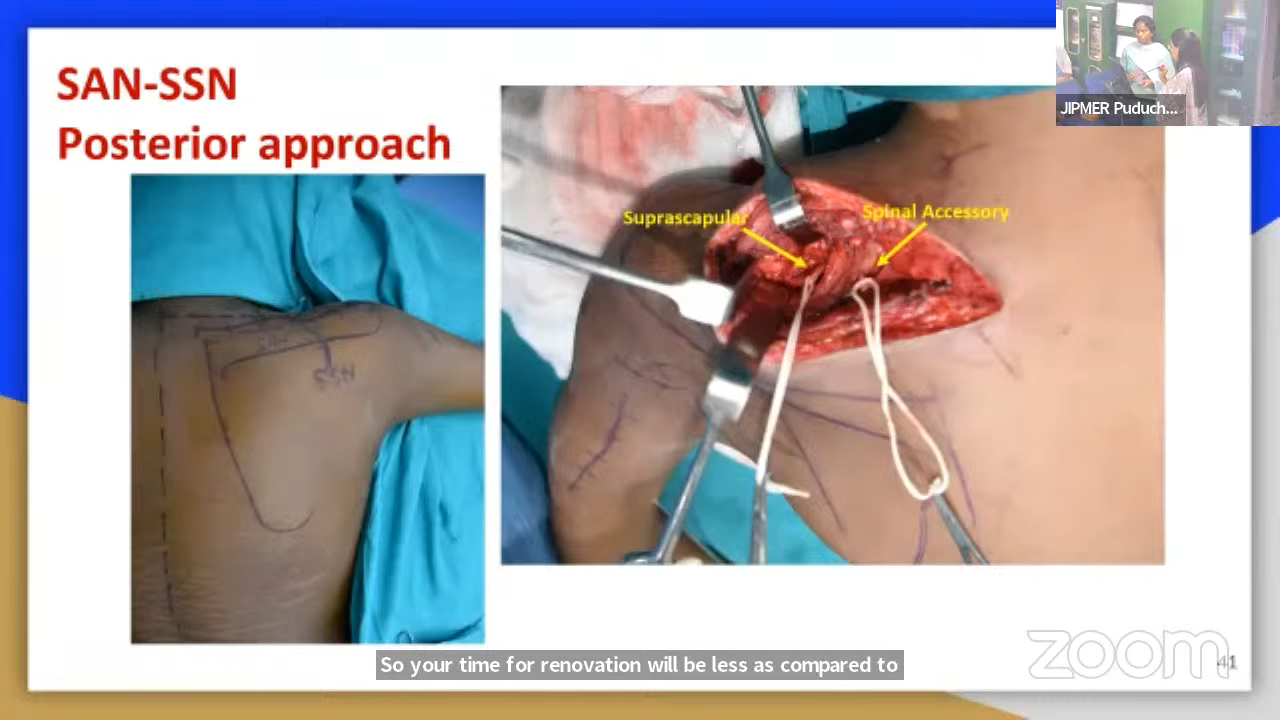 SAN-SSN
Posterior approach
JIPMER Puduch...
Suprascapular
Spinal Accessory
SSN
So your time for renovation will be less as compared to
zoom
41